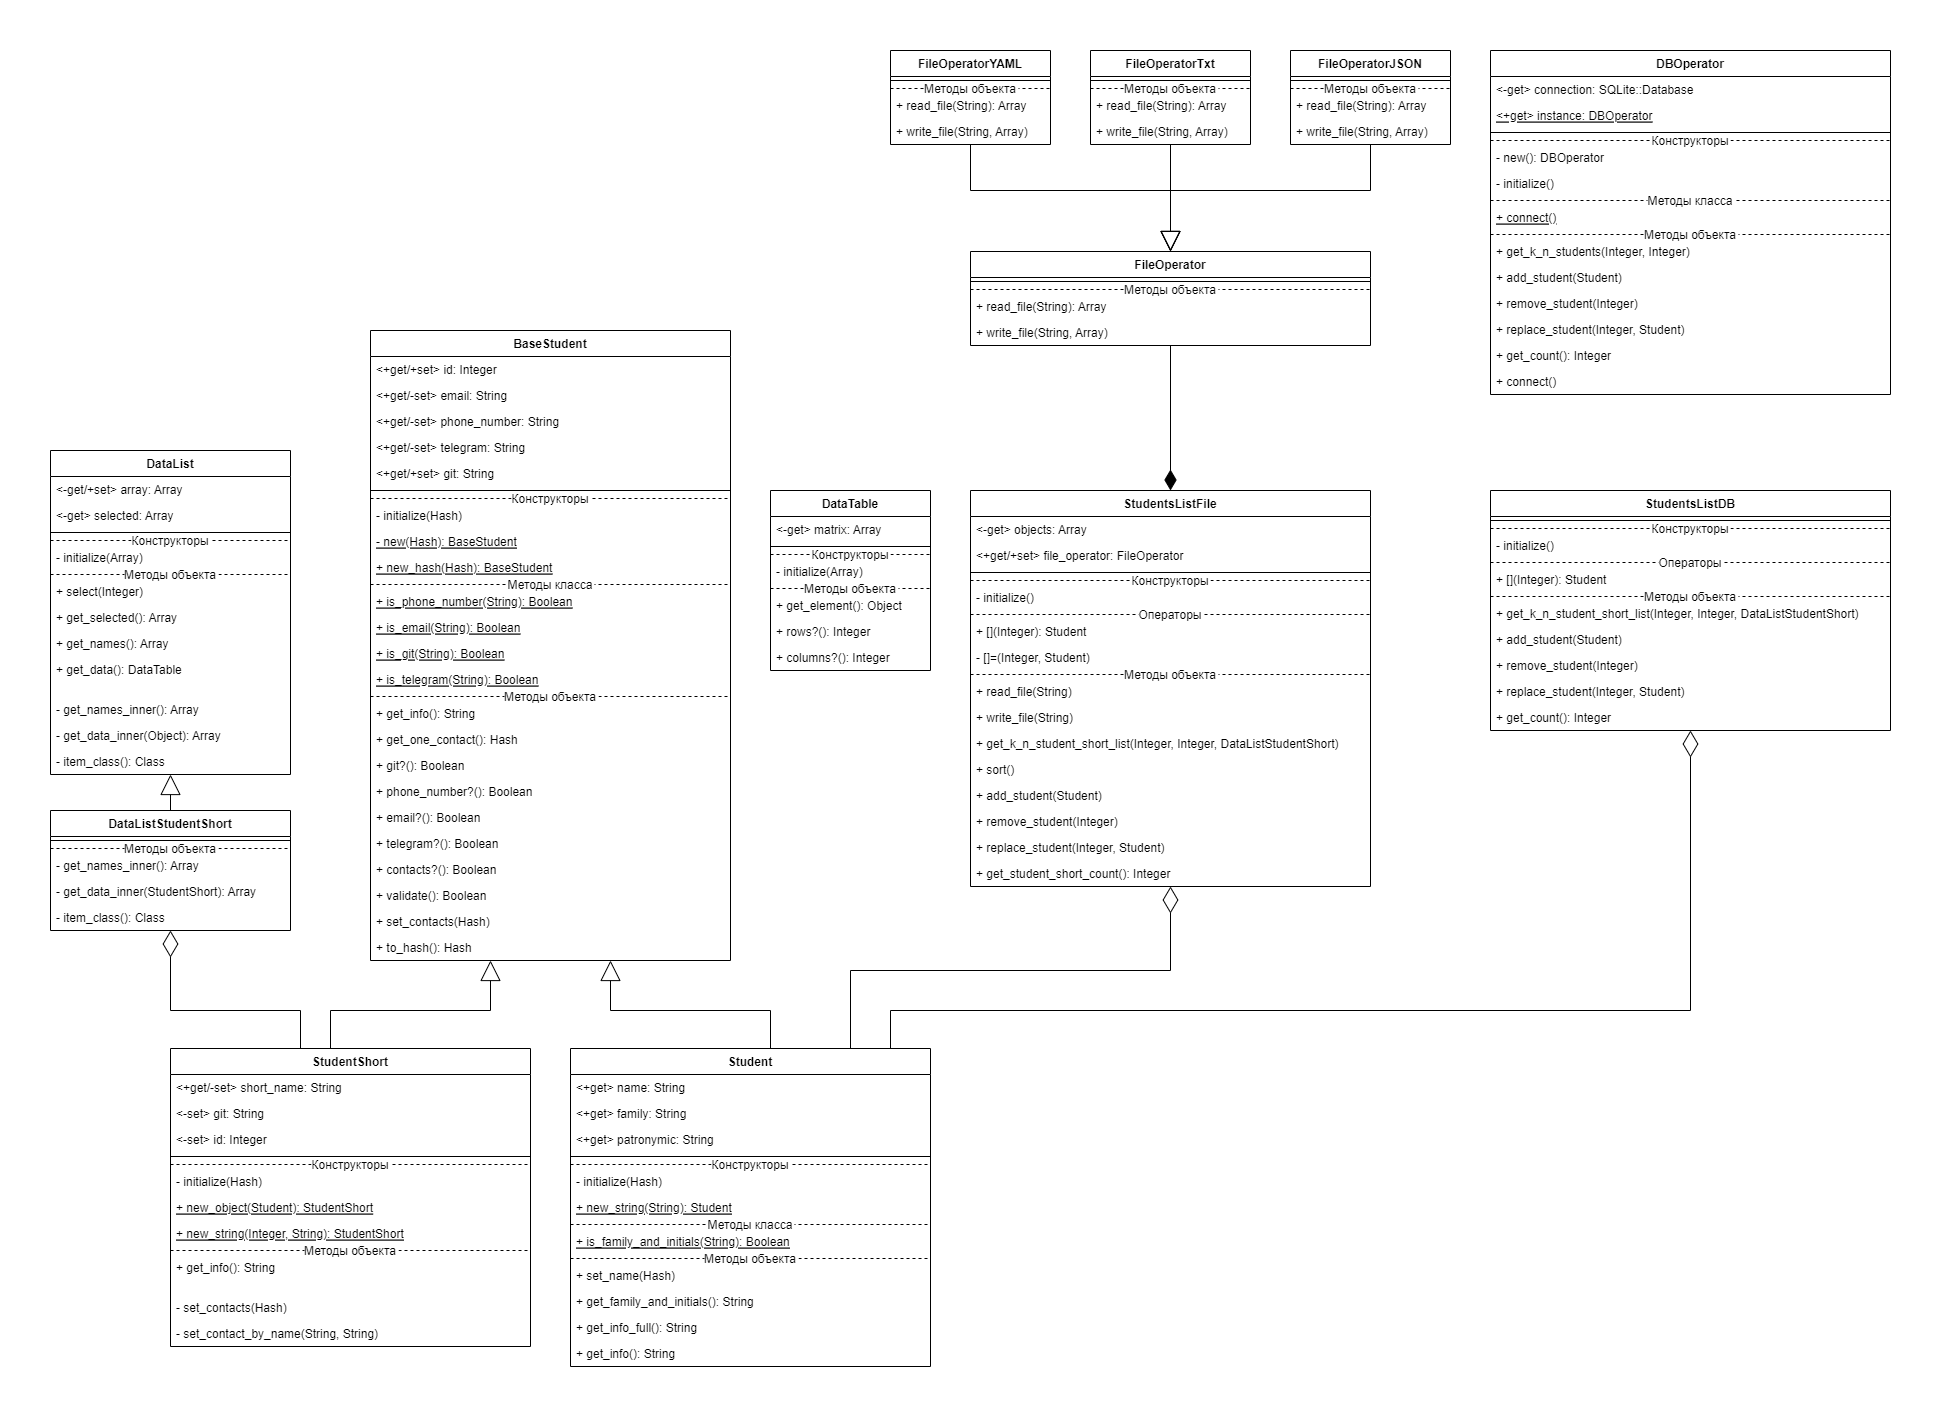 FileOperatorYAML
Методы объекта
+ read_file(String): Array
+ write_file(String, Array)
FileOperatorTxt
Методы объекта
+ read_file(String): Array
+ write_file(String, Array)
FileOperatorJSON
Методы объекта
+ read_file(String): Array
+ write_file(String, Array)
DBOperator
<-get> connection: SQLite::Database
<+get> instance: DBOperator
Конструкторы
- new(): DBOperator
- initialize()
Методы класса
+ connect()
Методы объекта
+ get_k_n_students(Integer, Integer)
+ add_student(Student)
+ remove_student(Integer)
+ replace_student(Integer, Student)
+ get_count(): Integer
+ connect()
FileOperator
Методы объекта
+ read_file(String): Array
+ write_file(String, Array)
BaseStudent
<+get/+set> id: Integer
<+get/-set> email: String
<+get/-set> phone_number: String
<+get/-set> telegram: String
<+get/+set> git: String
Конструкторы
- initialize(Hash)
- new(Hash): BaseStudent
+ new_hash(Hash): BaseStudent
Методы класса
+ is_phone_number(String): Boolean
+ is_email(String): Boolean
+ is_git(String): Boolean
+ is_telegram(String): Boolean
Методы объекта
+ get_info(): String
+ get_one_contact(): Hash
+ git?(): Boolean
+ phone_number?(): Boolean
+ email?(): Boolean
+ telegram?(): Boolean
+ contacts?(): Boolean
+ validate(): Boolean
+ set_contacts(Hash)
+ to_hash(): Hash
DataList
<-get/+set> array: Array
<-get> selected: Array
Конструкторы
- initialize(Array)
Методы объекта
+ select(Integer)
+ get_selected(): Array
+ get_names(): Array
+ get_data(): DataTable
- get_names_inner(): Array
- get_data_inner(Object): Array
- item_class(): Class
DataTable
<-get> matrix: Array
Конструкторы
- initialize(Array)
Методы объекта
+ get_element(): Object
+ rows?(): Integer
+ columns?(): Integer
StudentsListFile
<-get> objects: Array
<+get/+set> file_operator: FileOperator
Конструкторы
- initialize()
Операторы
+ [](Integer): Student
- []=(Integer, Student)
Методы объекта
+ read_file(String)
+ write_file(String)
+ get_k_n_student_short_list(Integer, Integer, DataListStudentShort)
+ sort()
+ add_student(Student)
+ remove_student(Integer)
+ replace_student(Integer, Student)
+ get_student_short_count(): Integer
StudentsListDB
Конструкторы
- initialize()
Операторы
+ [](Integer): Student
Методы объекта
+ get_k_n_student_short_list(Integer, Integer, DataListStudentShort)
+ add_student(Student)
+ remove_student(Integer)
+ replace_student(Integer, Student)
+ get_count(): Integer
DataListStudentShort
Методы объекта
- get_names_inner(): Array
- get_data_inner(StudentShort): Array
- item_class(): Class
StudentShort
<+get/-set> short_name: String
<-set> git: String
<-set> id: Integer
Конструкторы
- initialize(Hash)
+ new_object(Student): StudentShort
+ new_string(Integer, String): StudentShort
Методы объекта
+ get_info(): String
- set_contacts(Hash)
- set_contact_by_name(String, String)
Student
<+get> name: String
<+get> family: String
<+get> patronymic: String
Конструкторы
- initialize(Hash)
+ new_string(String): Student
Методы класса
+ is_family_and_initials(String): Boolean
Методы объекта
+ set_name(Hash)
+ get_family_and_initials(): String
+ get_info_full(): String
+ get_info(): String